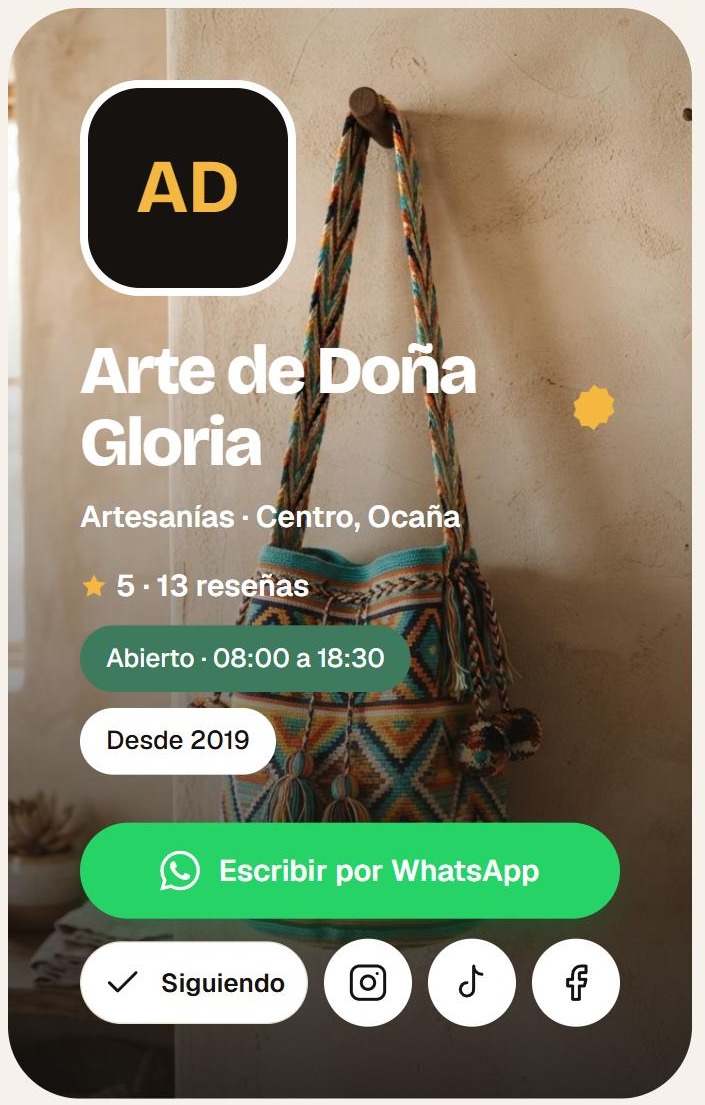 AD
Arte de Doña
Gloria
Artesanías · Centro, Ocaña
5 · 13 reseñas
Abierto · 08:00 a 18:30
Desde 2019
Escribir por WhatsApp
Siguiendo